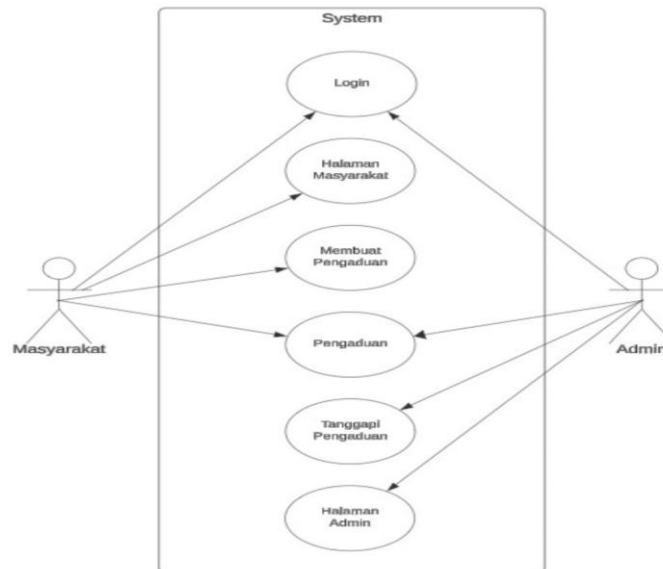 System
Login
Halaman
Masyarakat
Membuat
Pengaduan
Masyarakat
Pengaduan
Admin
Tanggapi
Pengaduan
Halaman
Admin